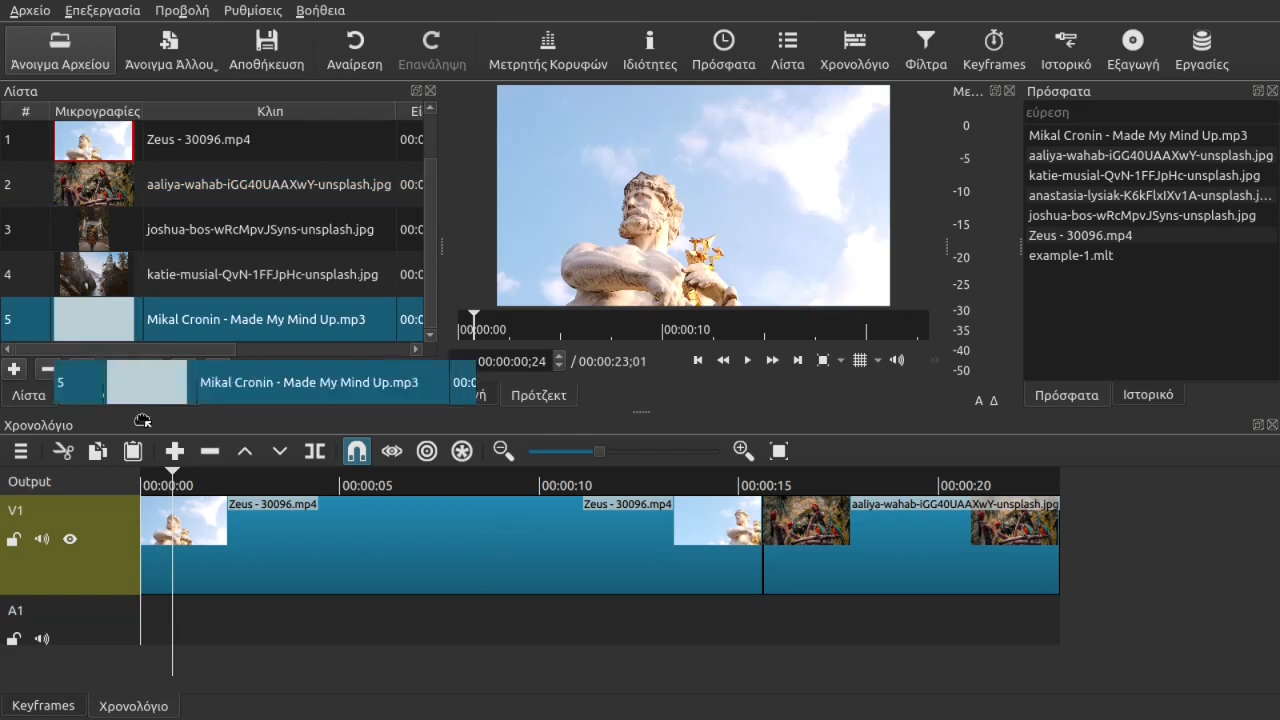 Αρχείο Επεξεργασία Προβολή Ρυθμίσεις Βοήθεια
Άνοιγμα Αρχείου Άνοιγμα Άλλου Αποθήκευση Αναίρεση Επανάληψη Μετρητής Κορυφών Ιδιότητες Πρόσφατα Λίστα Χρονολόγιο Φίλτρα Keyframes Ιστορικό Εξαγωγή Εργασίες
Λίστα
# Μικρογραφίες Κλιπ Εί
1 Zeus - 30096.mp4 00:0
2 aaliya-wahab-iGG40UAAXwY-unsplash.jpg 00:0
3 joshua-bos-wRcMpvJSyns-unsplash.jpg 00:0
4 katie-musial-QvN-1FFJpHc-unsplash.jpg 00:0
5 Mikal Cronin - Made My Mind Up.mp3 00:0
5 Mikal Cronin - Made My Mind Up.mp3 00:0
Λίστα
00:00:00 00:00:10
00:00:00;24 / 00:00:23;01
ή Πρότζεκτ
Με...
0
-5
-10
-15
-20
-25
-30
-35
-40
-50
Α Δ
Πρόσφατα
εύρεση
Mikal Cronin - Made My Mind Up.mp3
aaliya-wahab-iGG40UAAXwY-unsplash.jpg
katie-musial-QvN-1FFJpHc-unsplash.jpg
anastasia-lysiak-K6kFlxIXv1A-unsplash.j...
joshua-bos-wRcMpvJSyns-unsplash.jpg
Zeus - 30096.mp4
example-1.mlt
Πρόσφατα Ιστορικό
Χρονολόγιο
Output 00:00:00 00:00:05 00:00:10 00:00:15 00:00:20
V1 Zeus - 30096.mp4 Zeus - 30096.mp4 aaliya-wahab-iGG40UAAXwY-unsplash.jpg
A1
Keyframes Χρονολόγιο